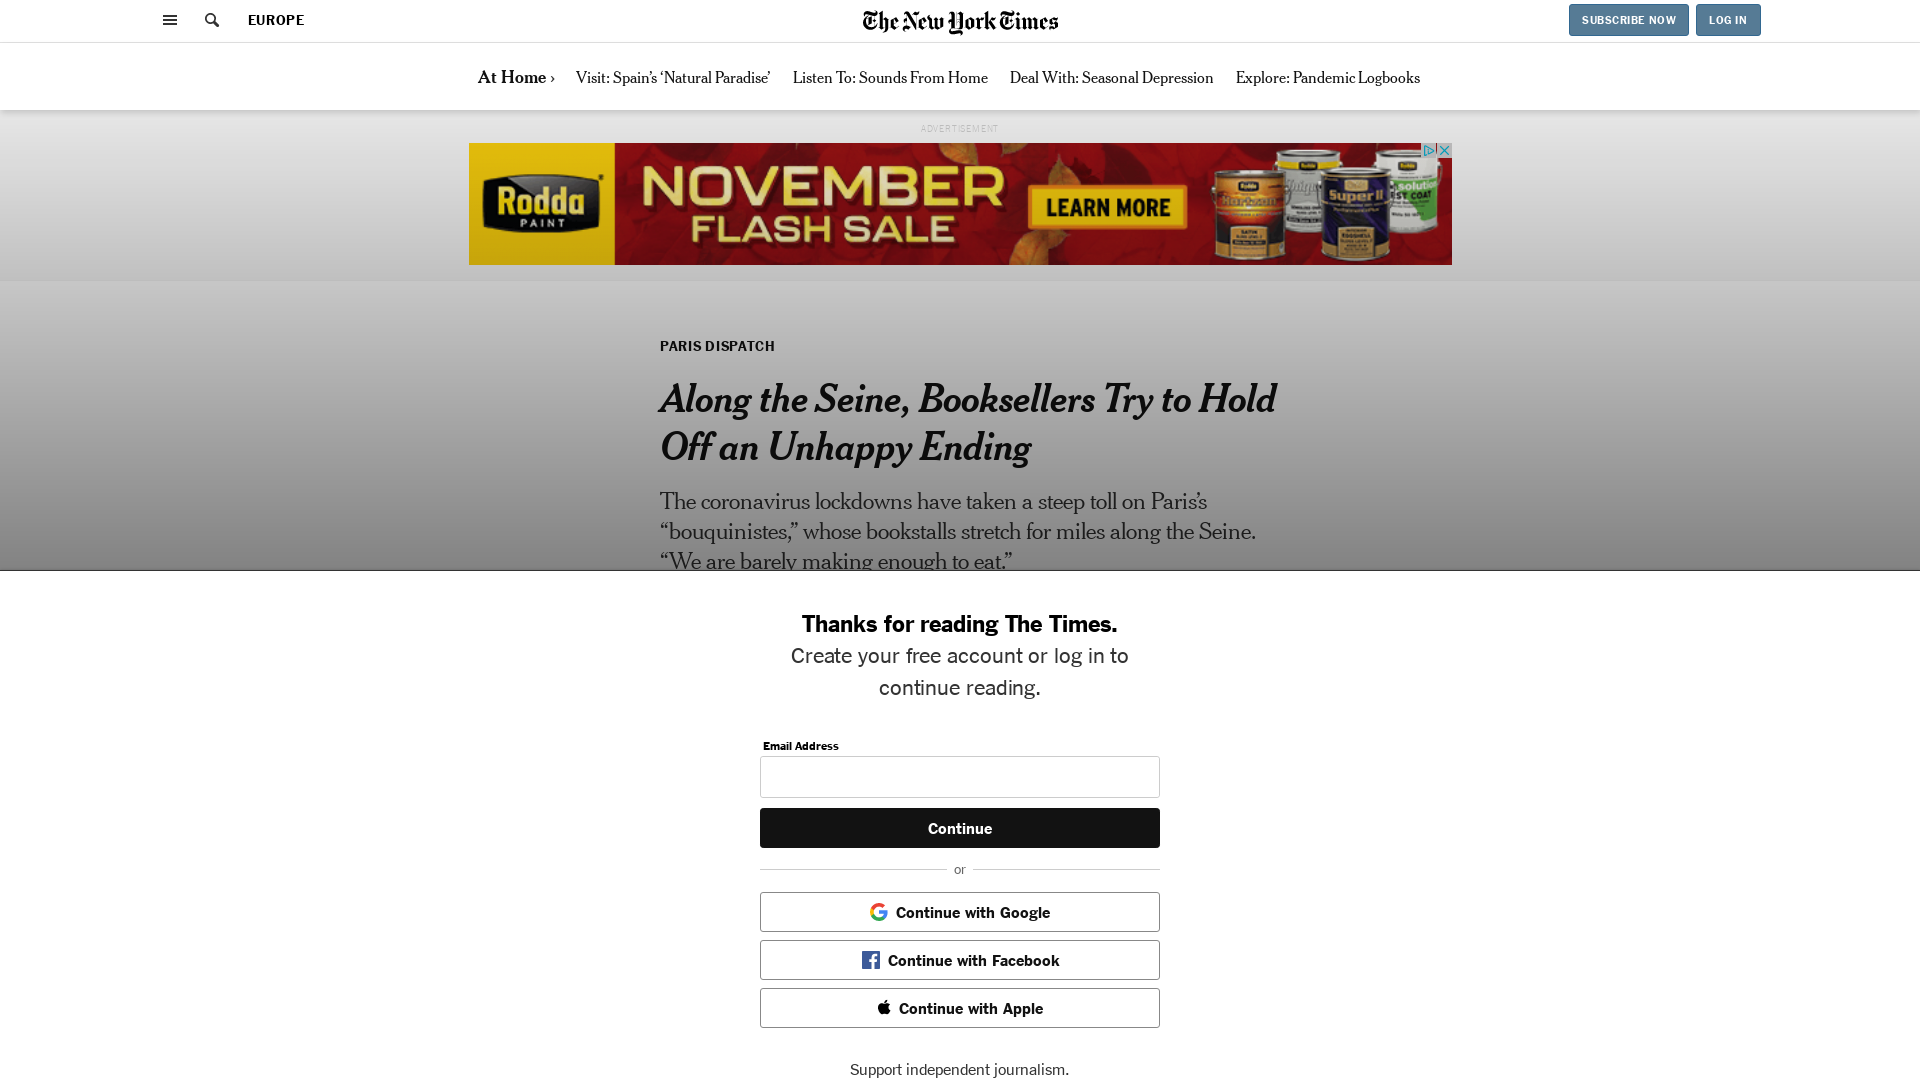 EUROPE
The New York Times
SUBSCRIBE NOW
LOG IN
At Home ›
Visit: Spain’s ‘Natural Paradise’
Listen To: Sounds From Home
Deal With: Seasonal Depression
Explore: Pandemic Logbooks
ADVERTISEMENT
Rodda
PAINT
NOVEMBER
FLASH SALE
LEARN MORE
PARIS DISPATCH
Along the Seine, Booksellers Try to Hold
Off an Unhappy Ending
The coronavirus lockdowns have taken a steep toll on Paris’s
“bouquinistes,” whose bookstalls stretch for miles along the Seine.
“We are barely making enough to eat.”
Thanks for reading The Times.
Create your free account or log in to
continue reading.
Email Address
Continue
or
Continue with Google
Continue with Facebook
Continue with Apple
Support independent journalism.